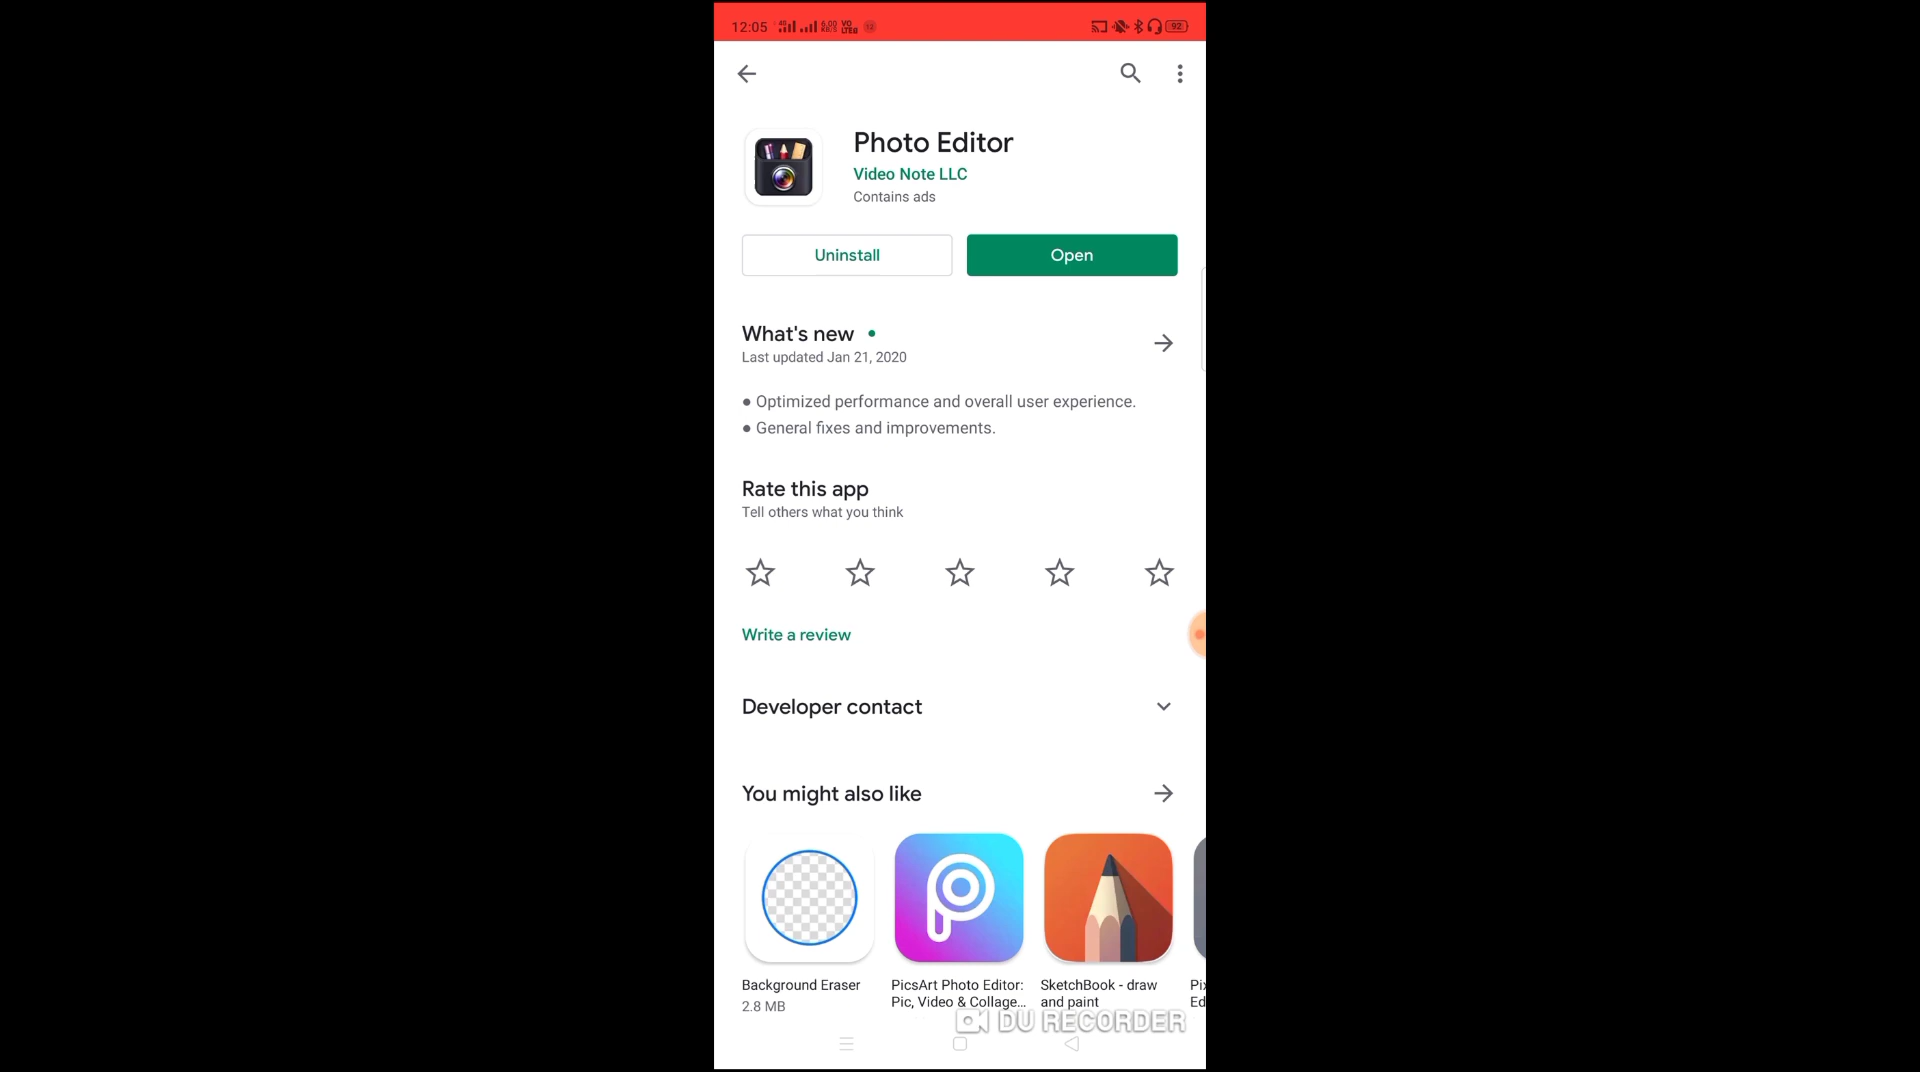 12:05
92
Photo Editor
Video Note LLC
Contains ads
Uninstall
Open
What's new
Last updated Jan 21, 2020
● Optimized performance and overall user experience.
● General fixes and improvements.
Rate this app
Tell others what you think
Write a review
Developer contact
You might also like
Background Eraser
2.8 MB
PicsArt Photo Editor:
Pic, Video & Collage...
SketchBook - draw
and paint
DU RECORDER